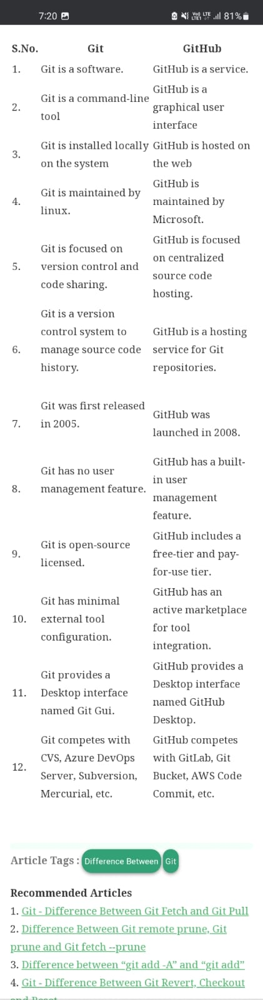 7:20 81%
Vo)) LTE
LTE1
S.No. Git GitHub
1. Git is a software. GitHub is a service.
2. Git is a command-line tool GitHub is a graphical user interface
3. Git is installed locally on the system GitHub is hosted on the web
4. Git is maintained by linux. GitHub is maintained by Microsoft.
5. Git is focused on version control and code sharing. GitHub is focused on centralized source code hosting.
6. Git is a version control system to manage source code history. GitHub is a hosting service for Git repositories.
7. Git was first released in 2005. GitHub was launched in 2008.
8. Git has no user management feature. GitHub has a built-in user management feature.
9. Git is open-source licensed. GitHub includes a free-tier and pay-for-use tier.
10. Git has minimal external tool configuration. GitHub has an active marketplace for tool integration.
11. Git provides a Desktop interface named Git Gui. GitHub provides a Desktop interface named GitHub Desktop.
12. Git competes with CVS, Azure DevOps Server, Subversion, Mercurial, etc. GitHub competes with GitLab, Git Bucket, AWS Code Commit, etc.
Article Tags : Difference Between Git
Recommended Articles
1. Git - Difference Between Git Fetch and Git Pull
2. Difference Between Git remote prune, Git
prune and Git fetch --prune
3. Difference between “git add -A” and “git add”
4. Git - Difference Between Git Revert, Checkout
and Reset